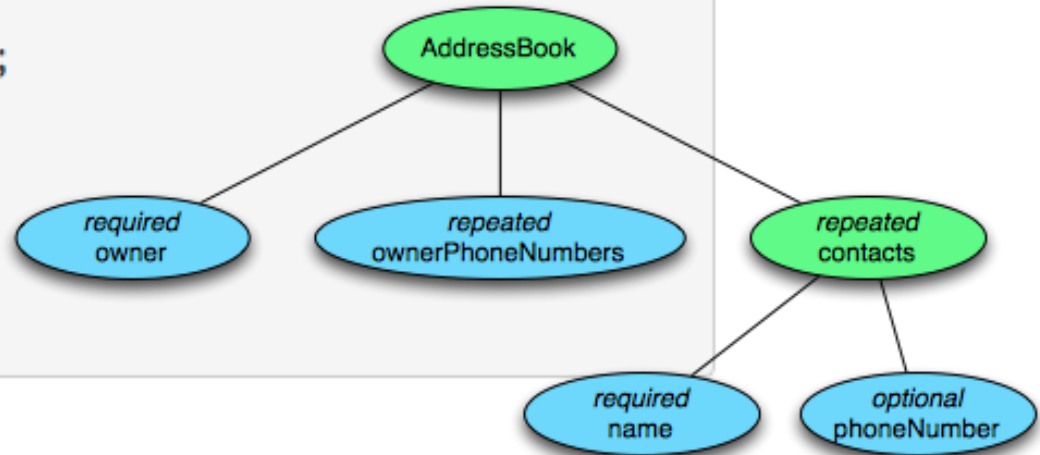 ;
AddressBook
required
owner
repeated
ownerPhoneNumbers
repeated
contacts
required
name
optional
phoneNumber